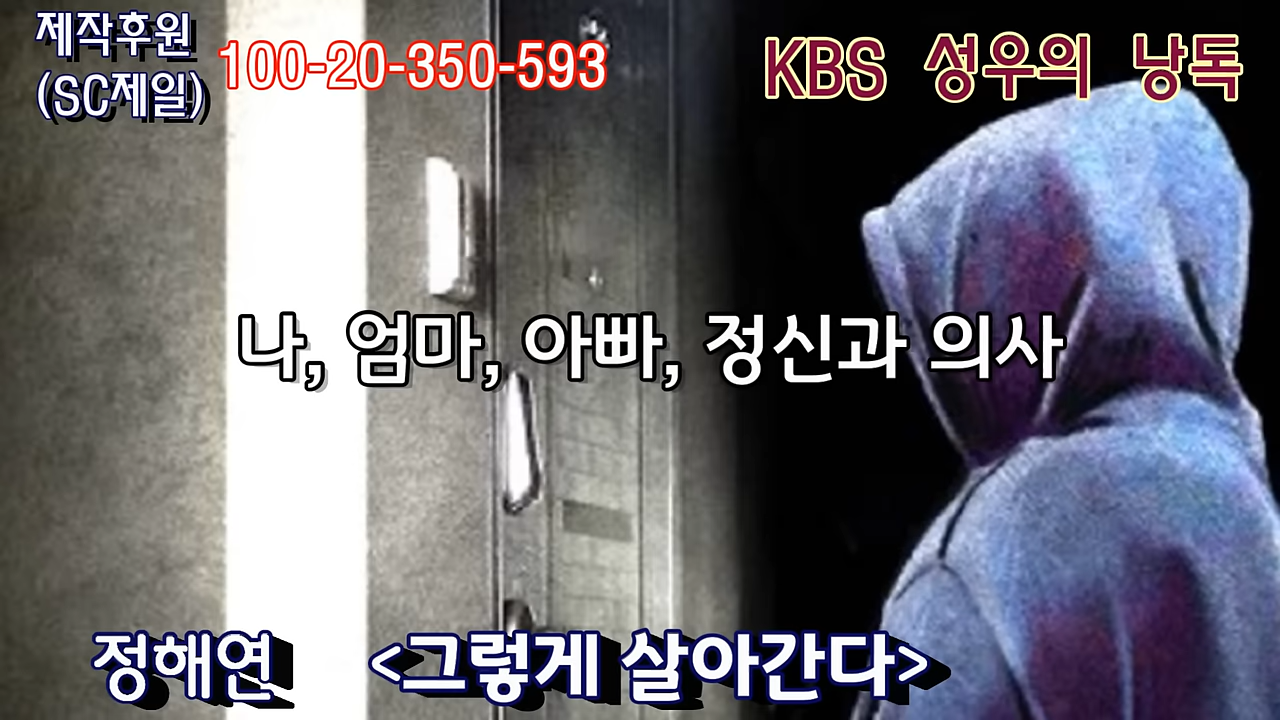 제작후원
(SC제일)
100-20-350-593
KBS 성우의 낭독
나, 엄마, 아빠, 정신과 의사
정해연 <그렇게 살아간다>